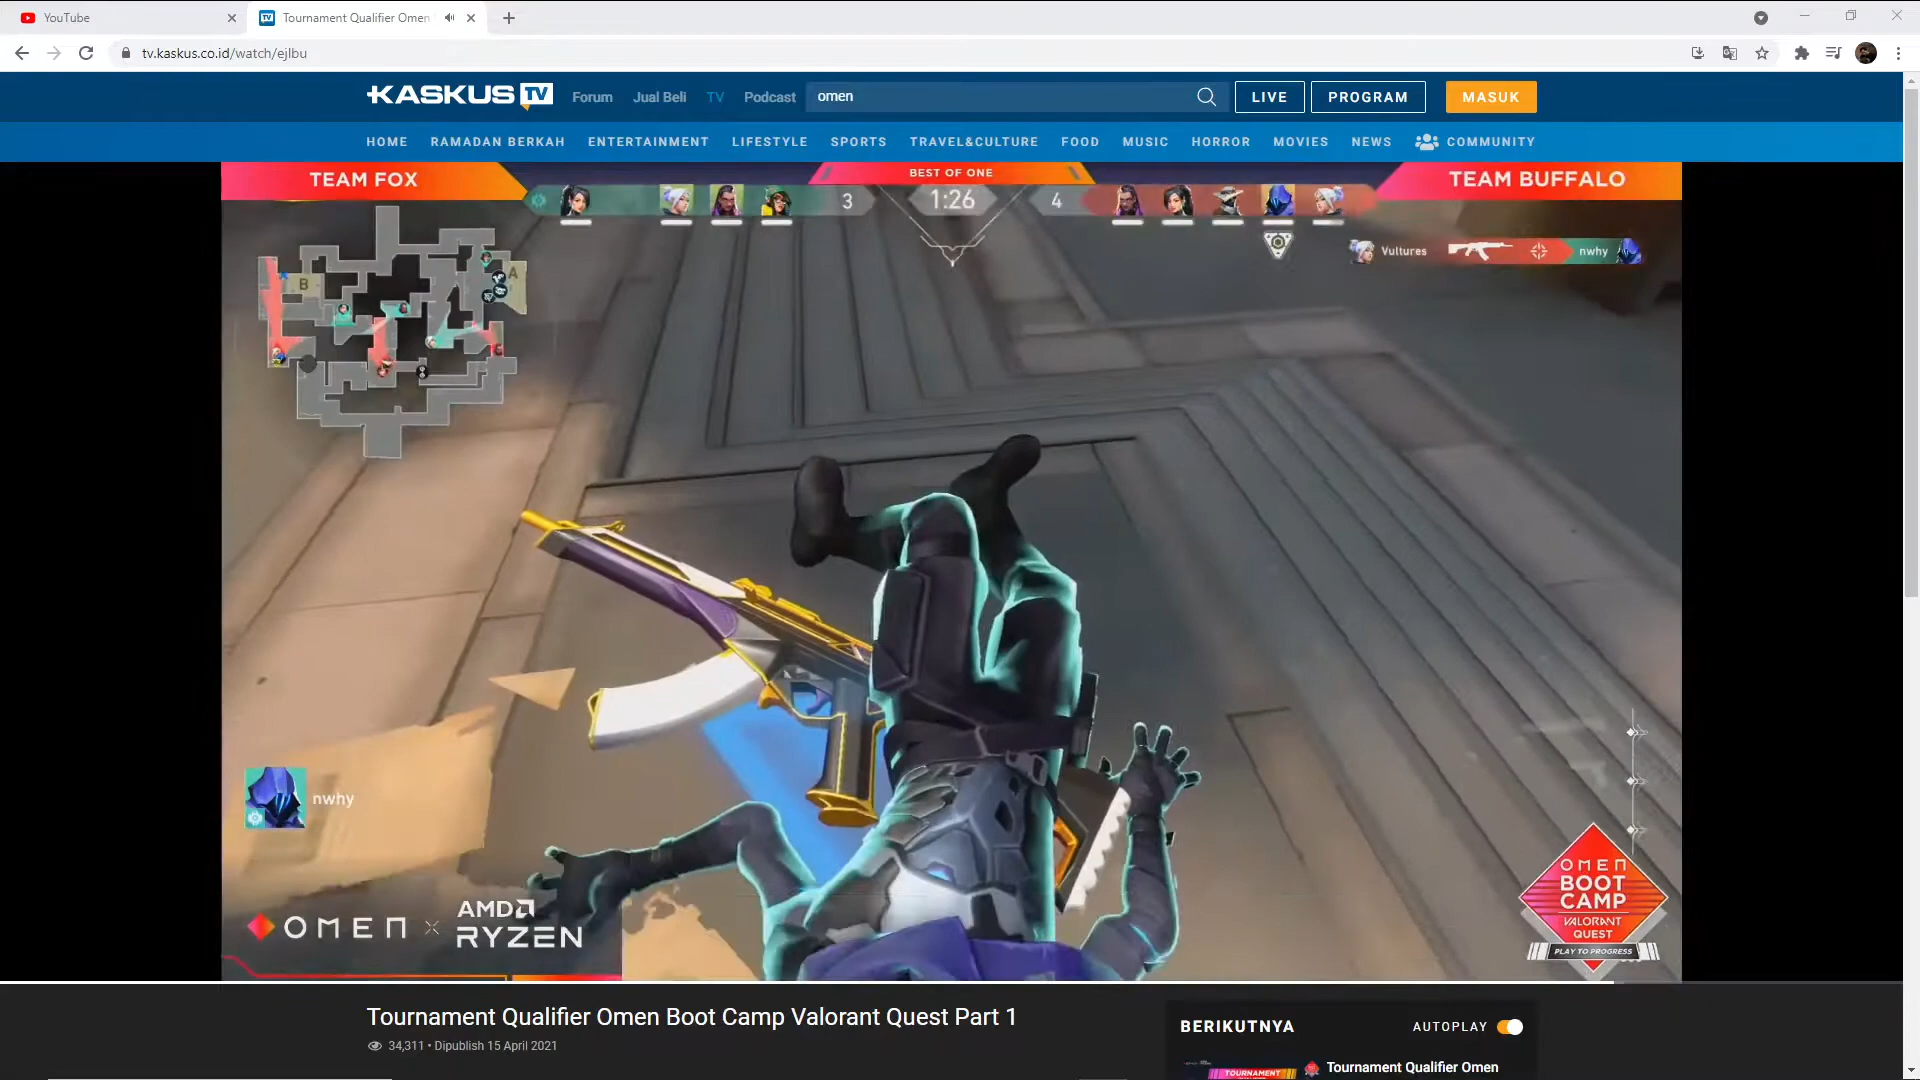 YouTube
Tournament Qualifier Omen
tv.kaskus.co.id/watch/ejlbu
KASKUS TV
Forum
Jual Beli
TV
Podcast
omen
LIVE
PROGRAM
MASUK
HOME
RAMADAN BERKAH
ENTERTAINMENT
LIFESTYLE
SPORTS
TRAVEL&CULTURE
FOOD
MUSIC
HORROR
MOVIES
NEWS
COMMUNITY
TEAM FOX
BEST OF ONE
TEAM BUFFALO
3
1:26
4
Vultures
nwhy
A
B
nwhy
OMEN × AMD RYZEN
OMEN
BOOT
CAMP
VALORANT
QUEST
PLAY TO PROGRESS
Tournament Qualifier Omen Boot Camp Valorant Quest Part 1
34,311 • Dipublish 15 April 2021
BERIKUTNYA
AUTOPLAY
TOURNAMENT
Tournament Qualifier Omen